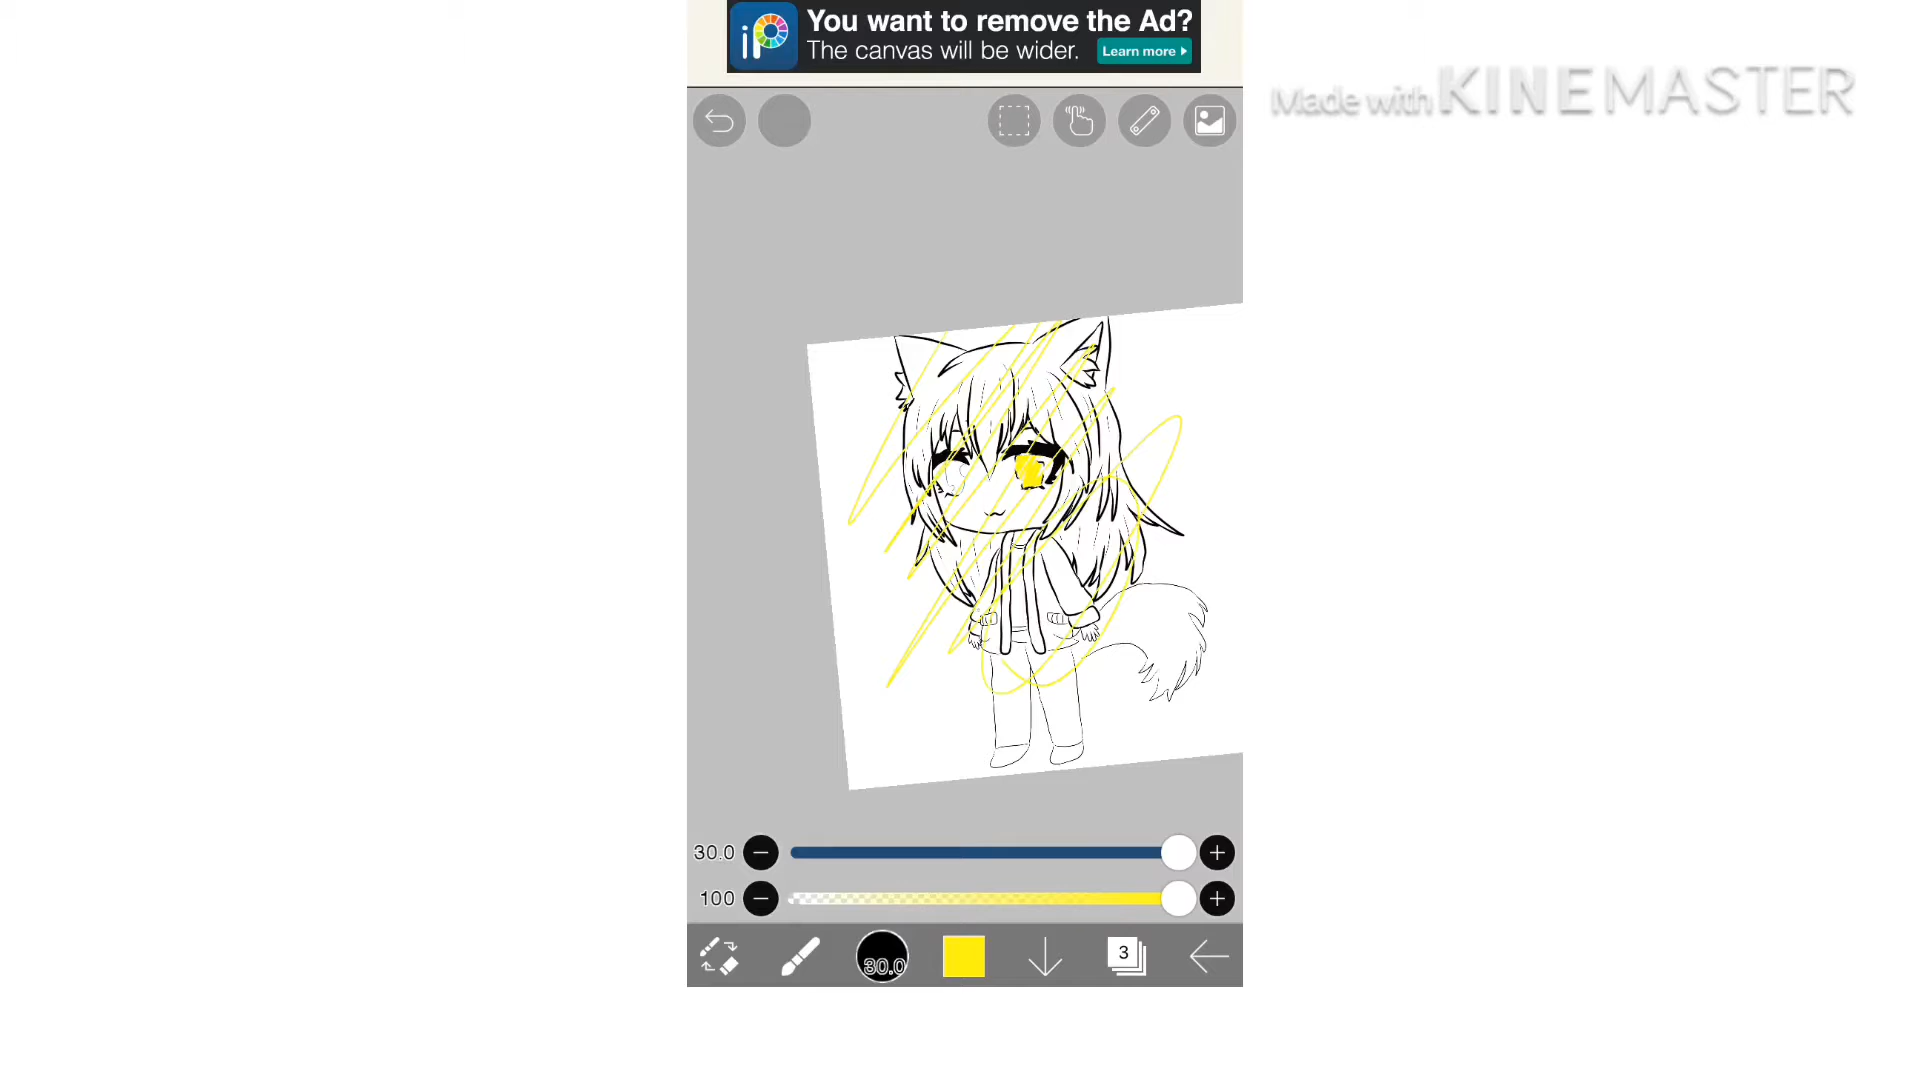 iP
You want to remove the Ad?
The canvas will be wider.
Learn more
Made with KINEMASTER
30.0
100
30.0
3